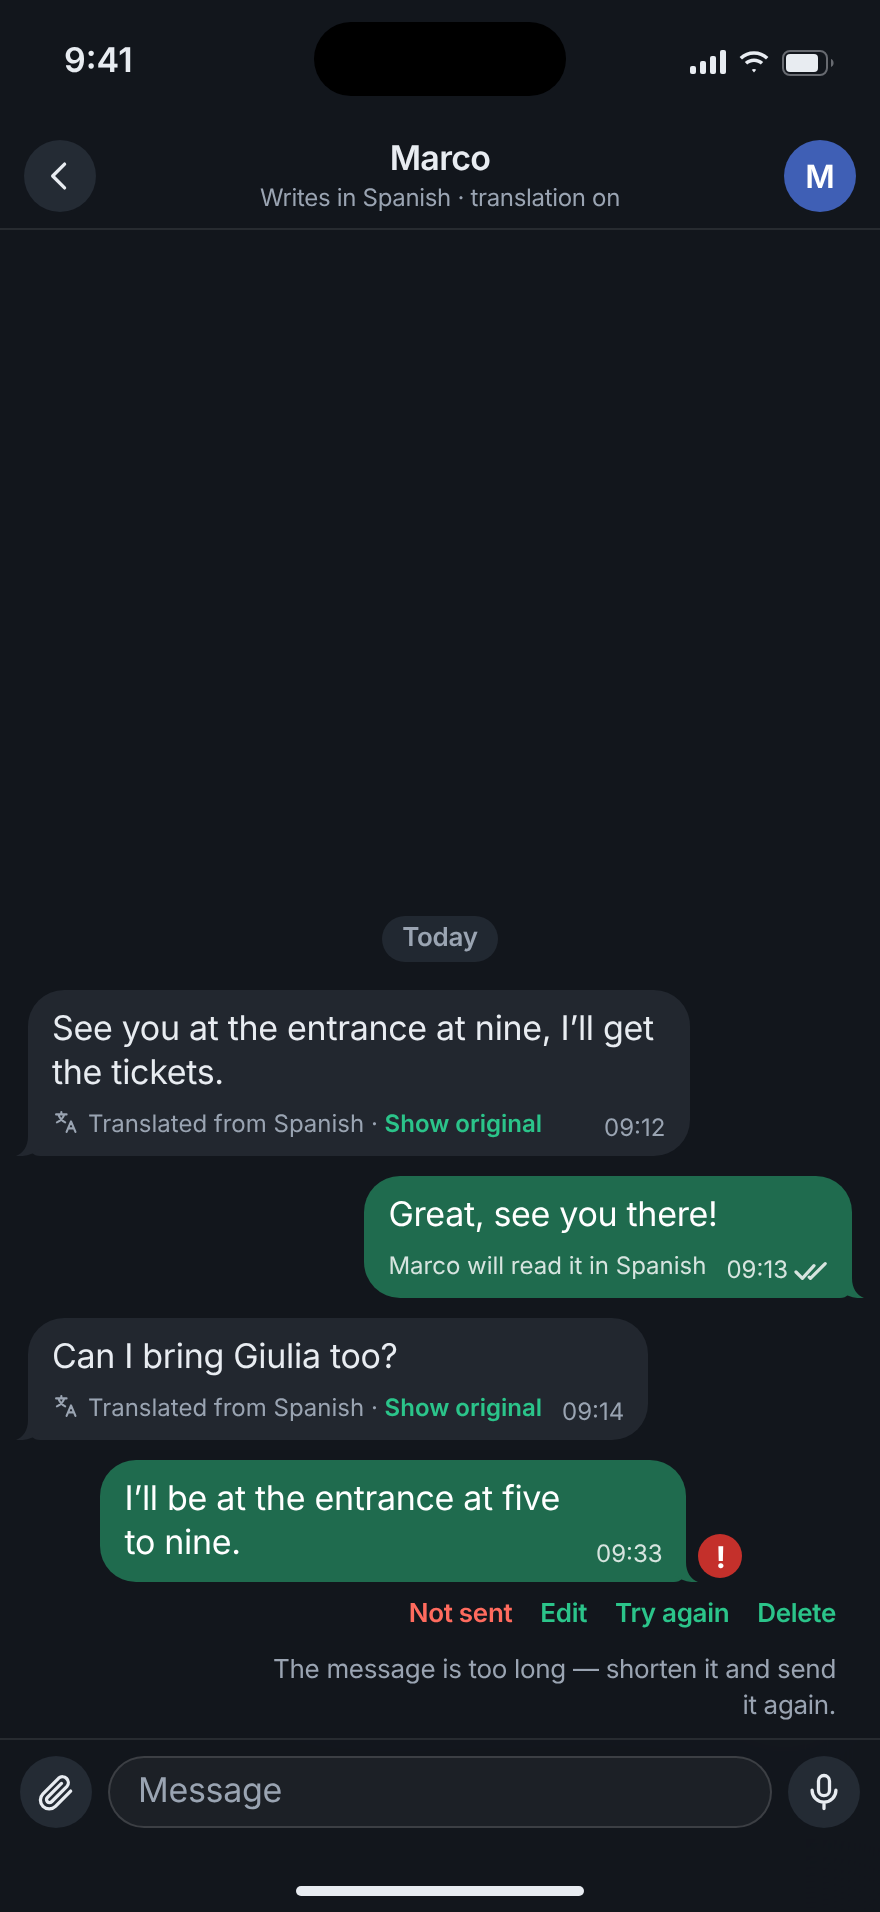 9:41
Marco
Writes in Spanish · translation on
M
Today
See you at the entrance at nine, I’ll get
the tickets.
Translated from Spanish · Show original 09:12
Great, see you there!
Marco will read it in Spanish 09:13
Can I bring Giulia too?
Translated from Spanish · Show original 09:14
I’ll be at the entrance at five
to nine. 09:33
Not sent Edit Try again Delete
The message is too long — shorten it and send
it again.
Message